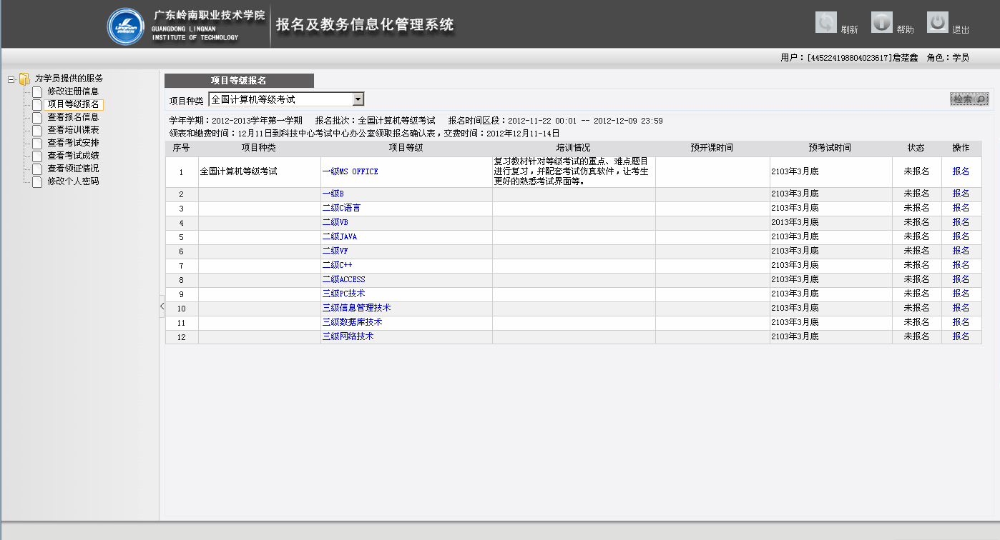 广东岭南职业技术学院
GUANGDONG LINGNAN
INSTITUTE OF TECHNOLOGY
报名及教务信息化管理系统
刷新 帮助 退出
用户：[445224198804023617]詹楚鑫 角色：学员
为学员提供的服务
修改注册信息
项目等级报名
查看报名信息
查看培训课表
查看考试安排
查看考试成绩
查看领证情况
修改个人密码
项目等级报名
项目种类 全国计算机等级考试 检索
学年学期：2012-2013学年第一学期 报名批次：全国计算机等级考试 报名时间区段：2012-11-22 00:01 -- 2012-12-09 23:59
领表和缴费时间：12月11日到科技中心考试中心办公室领取报名确认表，交费时间：2012年12月11-14日
序号 项目种类 项目等级 培训情况 预开课时间 预考试时间 状态 操作
1 全国计算机等级考试 一级MS OFFICE 复习教材针对等级考试的重点、难点题目
进行复习，并配套考试仿真软件，让考生
更好的熟悉考试界面等。 2103年3月底 未报名 报名
2 一级B 2103年3月底 未报名 报名
3 二级C语言 2103年3月底 未报名 报名
4 二级VB 2013年3月底 未报名 报名
5 二级JAVA 2103年3月底 未报名 报名
6 二级VF 2103年3月底 未报名 报名
7 二级C++ 2103年3月底 未报名 报名
8 二级ACCESS 2103年3月底 未报名 报名
9 三级PC技术 2103年3月底 未报名 报名
10 三级信息管理技术 2103年3月底 未报名 报名
11 三级数据库技术 2103年3月底 未报名 报名
12 三级网络技术 2103年3月底 未报名 报名